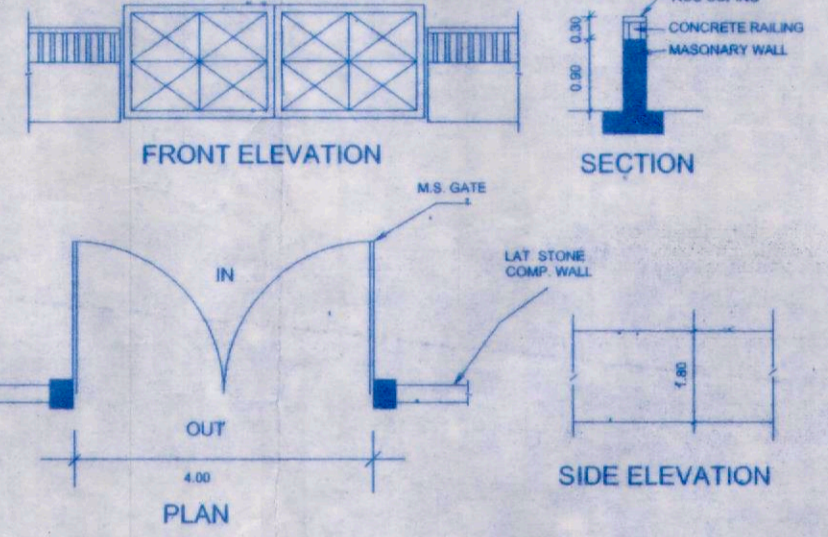 0.30
CONCRETE RAILING
MASONARY WALL
0.90
FRONT ELEVATION
SECTION
M.S. GATE
IN
LAT STONE
COMP. WALL
1.80
OUT
4.00
SIDE ELEVATION
PLAN